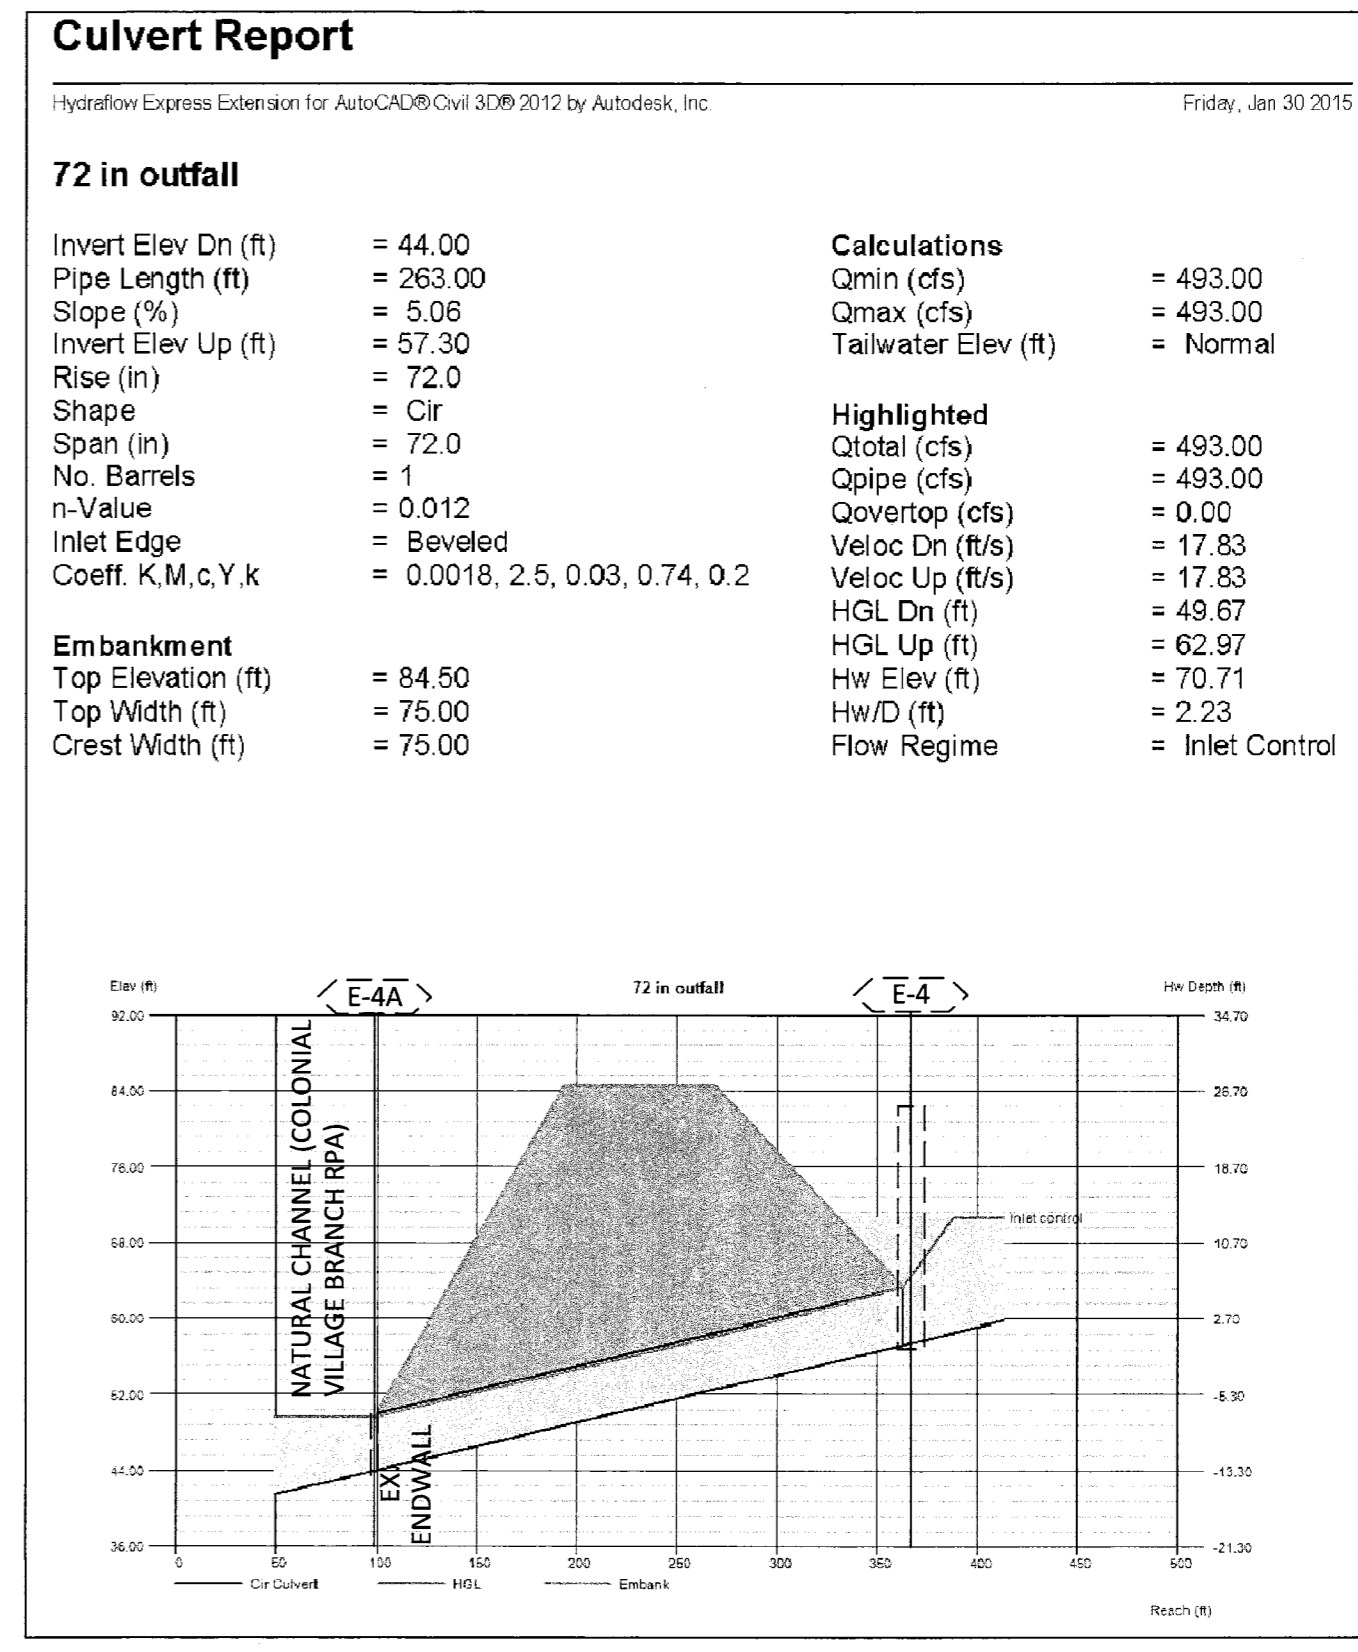 Culvert Report
Hydraflow Express Extension for AutoCAD® Civil 3D® 2012 by Autodesk, Inc.
Friday, Jan 30 2015
72 in outfall
Invert Elev Dn (ft) = 44.00
Pipe Length (ft) = 263.00
Slope (%) = 5.06
Invert Elev Up (ft) = 57.30
Rise (in) = 72.0
Shape = Cir
Span (in) = 72.0
No. Barrels = 1
n-Value = 0.012
Inlet Edge = Beveled
Coeff. K,M,c,Y,k = 0.0018, 2.5, 0.03, 0.74, 0.2
Embankment
Top Elevation (ft) = 84.50
Top Width (ft) = 75.00
Crest Width (ft) = 75.00
Calculations
Qmin (cfs) = 493.00
Qmax (cfs) = 493.00
Tailwater Elev (ft) = Normal
Highlighted
Qtotal (cfs) = 493.00
Qpipe (cfs) = 493.00
Qovertop (cfs) = 0.00
Veloc Dn (ft/s) = 17.83
Veloc Up (ft/s) = 17.83
HGL Dn (ft) = 49.67
HGL Up (ft) = 62.97
Hw Elev (ft) = 70.71
Hw/D (ft) = 2.23
Flow Regime = Inlet Control
Elev (ft)
E-4A
72 in outfall
E-4
Hw Depth (ft)
92.00
34.70
84.00
26.70
76.00
18.70
68.00
10.70
60.00
2.70
52.00
-5.30
44.00
-13.30
36.00
-21.30
NATURAL CHANNEL (COLONIAL
VILLAGE BRANCH RPA)
EX.
ENDWALL
Inlet control
0 50 100 150 200 250 300 350 400 450 500
Cir Culvert HGL Embank
Reach (ft)